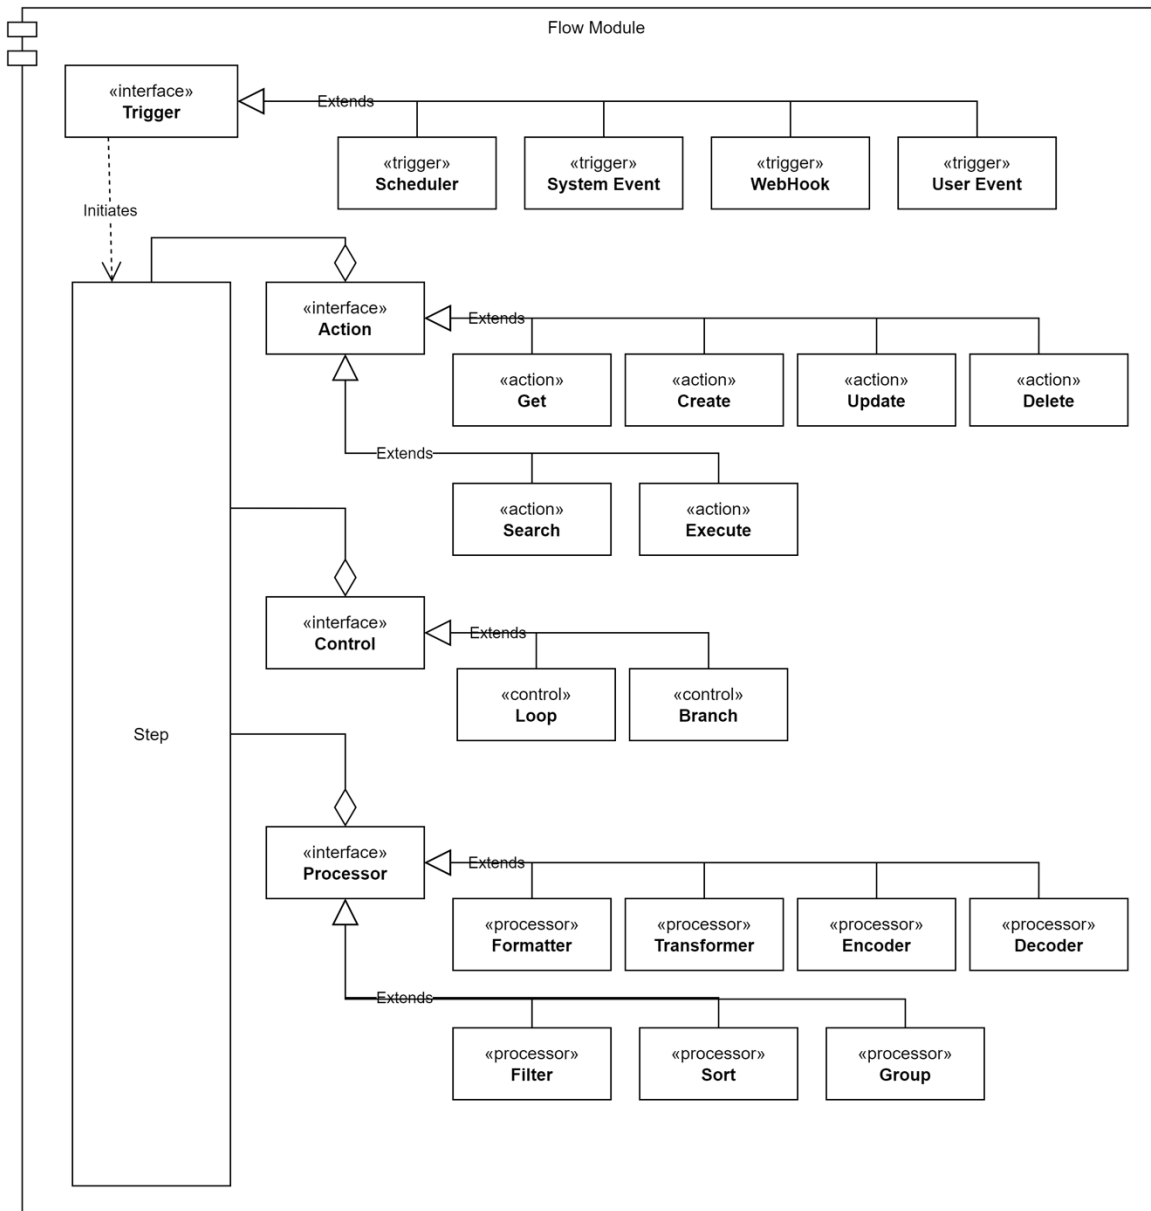 Flow Module
«interface»
Trigger
Extends
«trigger»
Scheduler
«trigger»
System Event
«trigger»
WebHook
«trigger»
User Event
Initiates
«interface»
Action
Extends
«action»
Get
«action»
Create
«action»
Update
«action»
Delete
Extends
«action»
Search
«action»
Execute
«interface»
Control
Extends
«control»
Loop
«control»
Branch
Step
«interface»
Processor
Extends
«processor»
Formatter
«processor»
Transformer
«processor»
Encoder
«processor»
Decoder
Extends
«processor»
Filter
«processor»
Sort
«processor»
Group